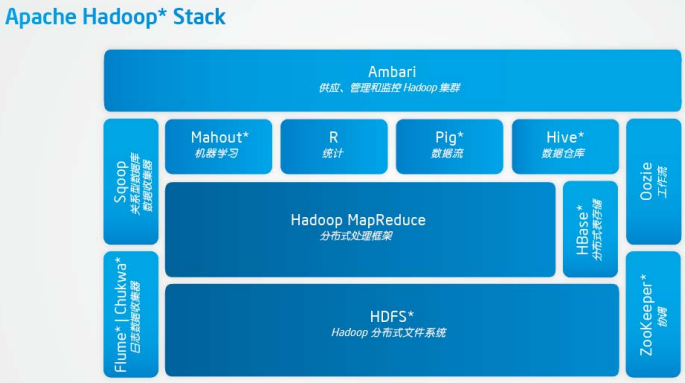 Apache Hadoop* Stack
Ambari
供应、管理和监控 Hadoop 集群
Sqoop
关系型数据库
数据收集器
Mahout*
机器学习
R
统计
Pig*
数据流
Hive*
数据仓库
Oozie
工作流
Hadoop MapReduce
分布式处理框架
HBase*
分布式表存储
Flume* | Chukwa*
日志数据收集器
HDFS*
Hadoop 分布式文件系统
ZooKeeper*
协调